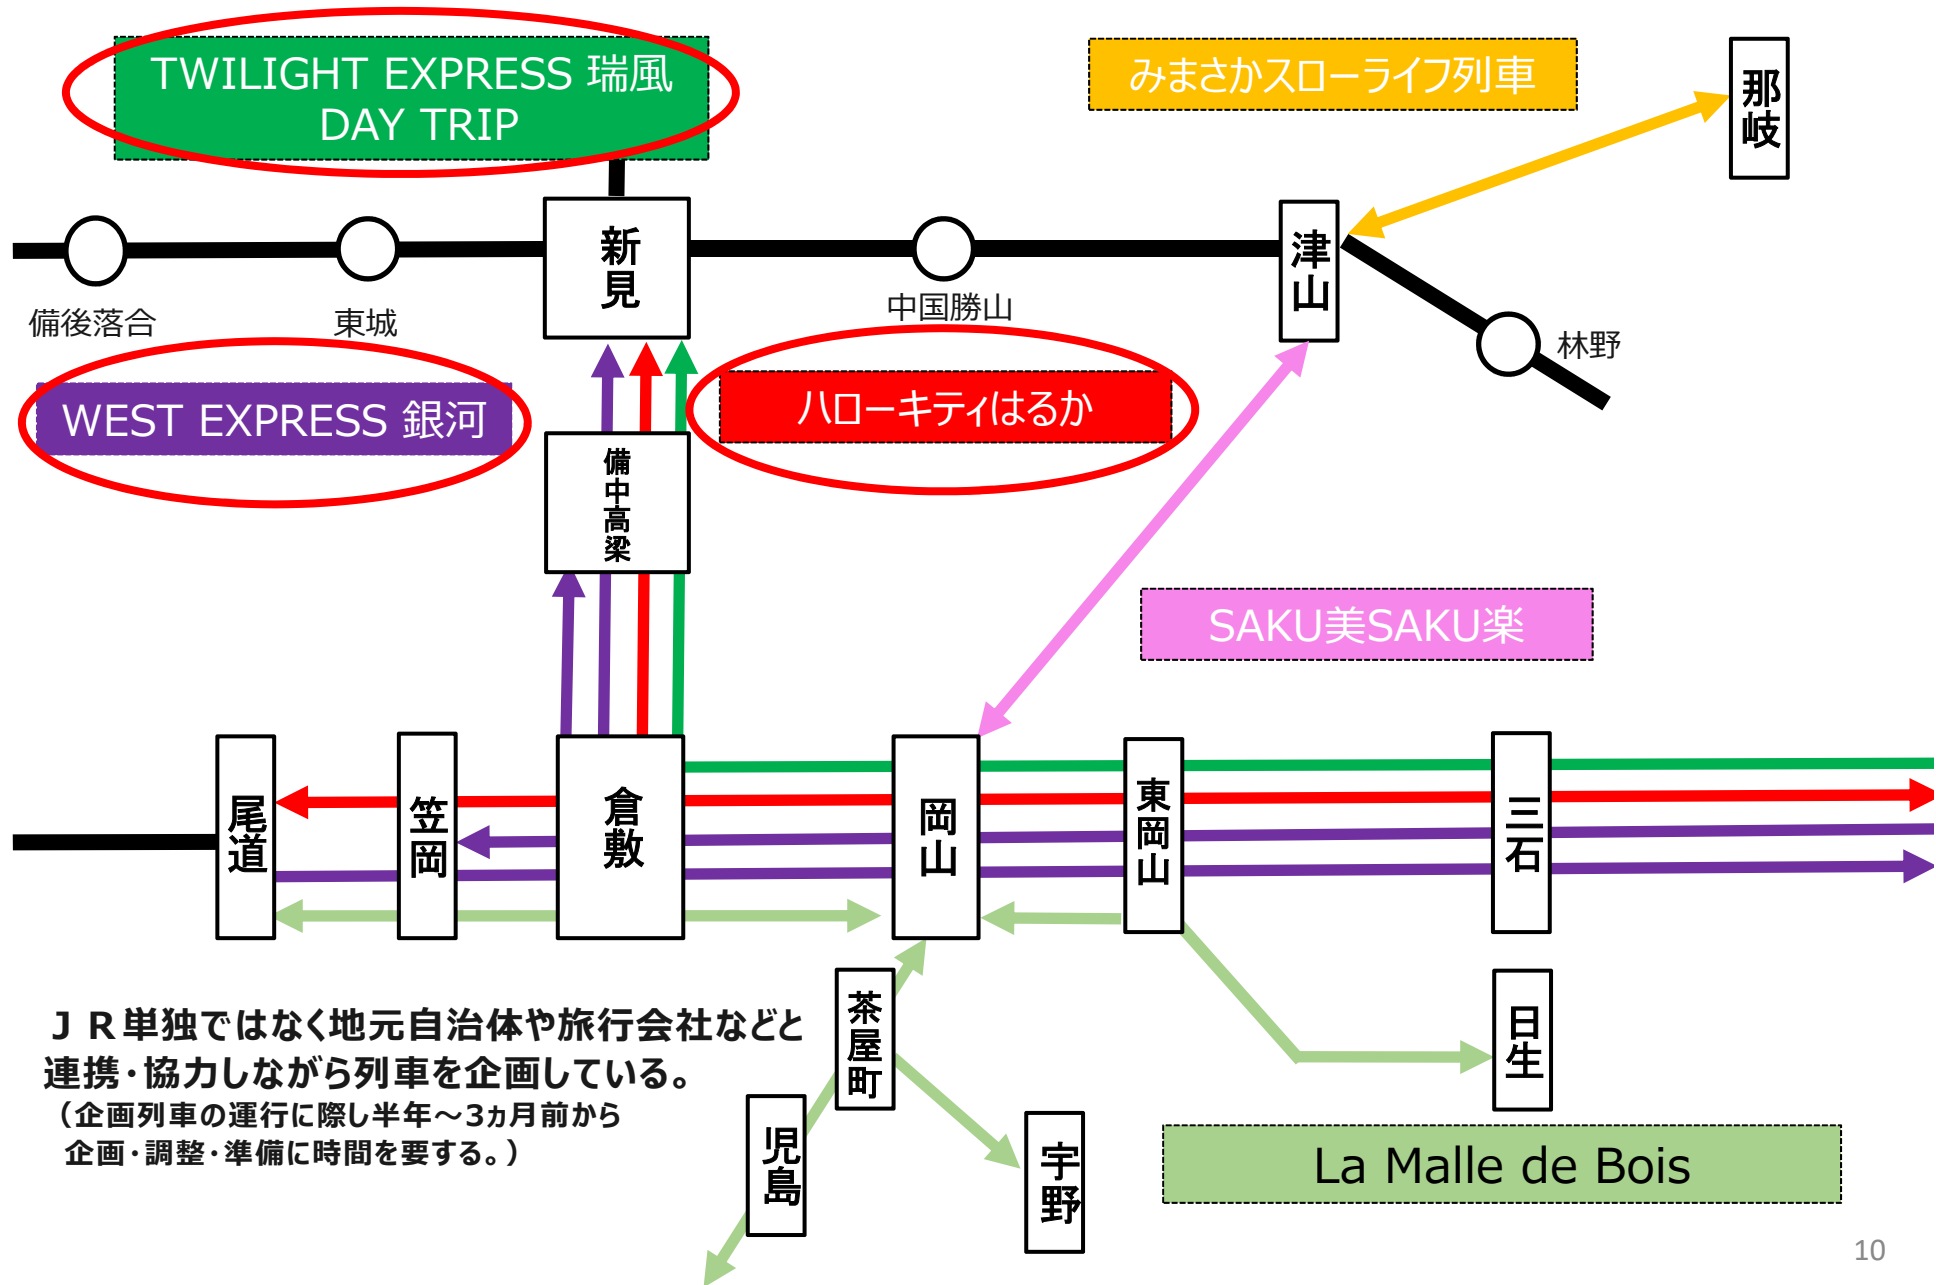 TWILIGHT EXPRESS 瑞風
DAY TRIP
みまさかスローライフ列車
那岐
新見
津山
備後落合
東城
中国勝山
林野
WEST EXPRESS 銀河
ハローキティはるか
備中高梁
SAKU美SAKU楽
尾道
笠岡
倉敷
岡山
東岡山
三石
ＪＲ単独ではなく地元自治体や旅行会社などと
連携・協力しながら列車を企画している。
（企画列車の運行に際し半年～3ヵ月前から
企画・調整・準備に時間を要する。）
茶屋町
日生
児島
宇野
La Malle de Bois
10